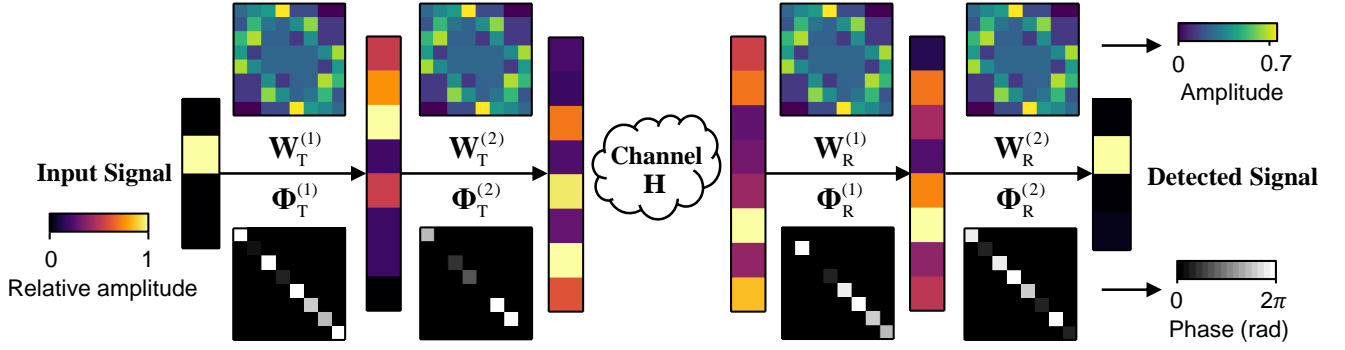 Input Signal
0 1
Relative amplitude
W_T^(1)
Φ_T^(1)
W_T^(2)
Φ_T^(2)
Channel
H
W_R^(1)
Φ_R^(1)
W_R^(2)
Φ_R^(2)
0 0.7
Amplitude
Detected Signal
0 2π
Phase (rad)